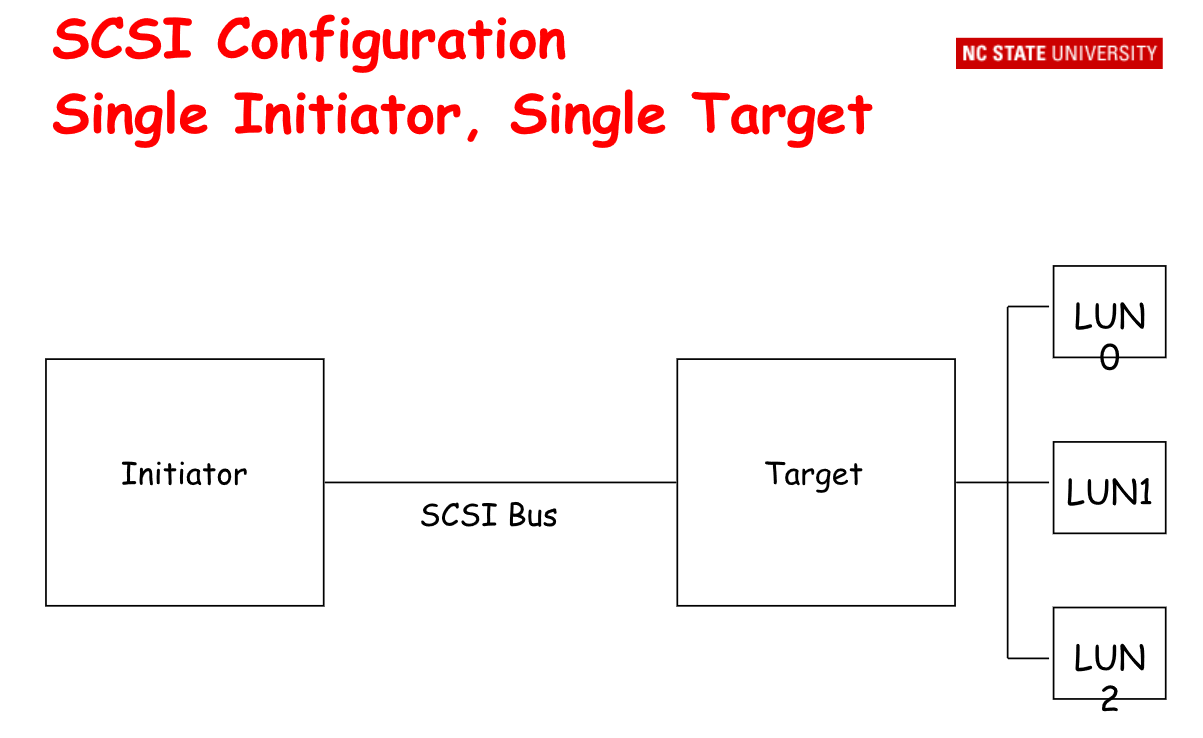 SCSI Configuration
Single Initiator, Single Target
NC STATE UNIVERSITY
Initiator
SCSI Bus
Target
LUN
0
LUN1
LUN
2